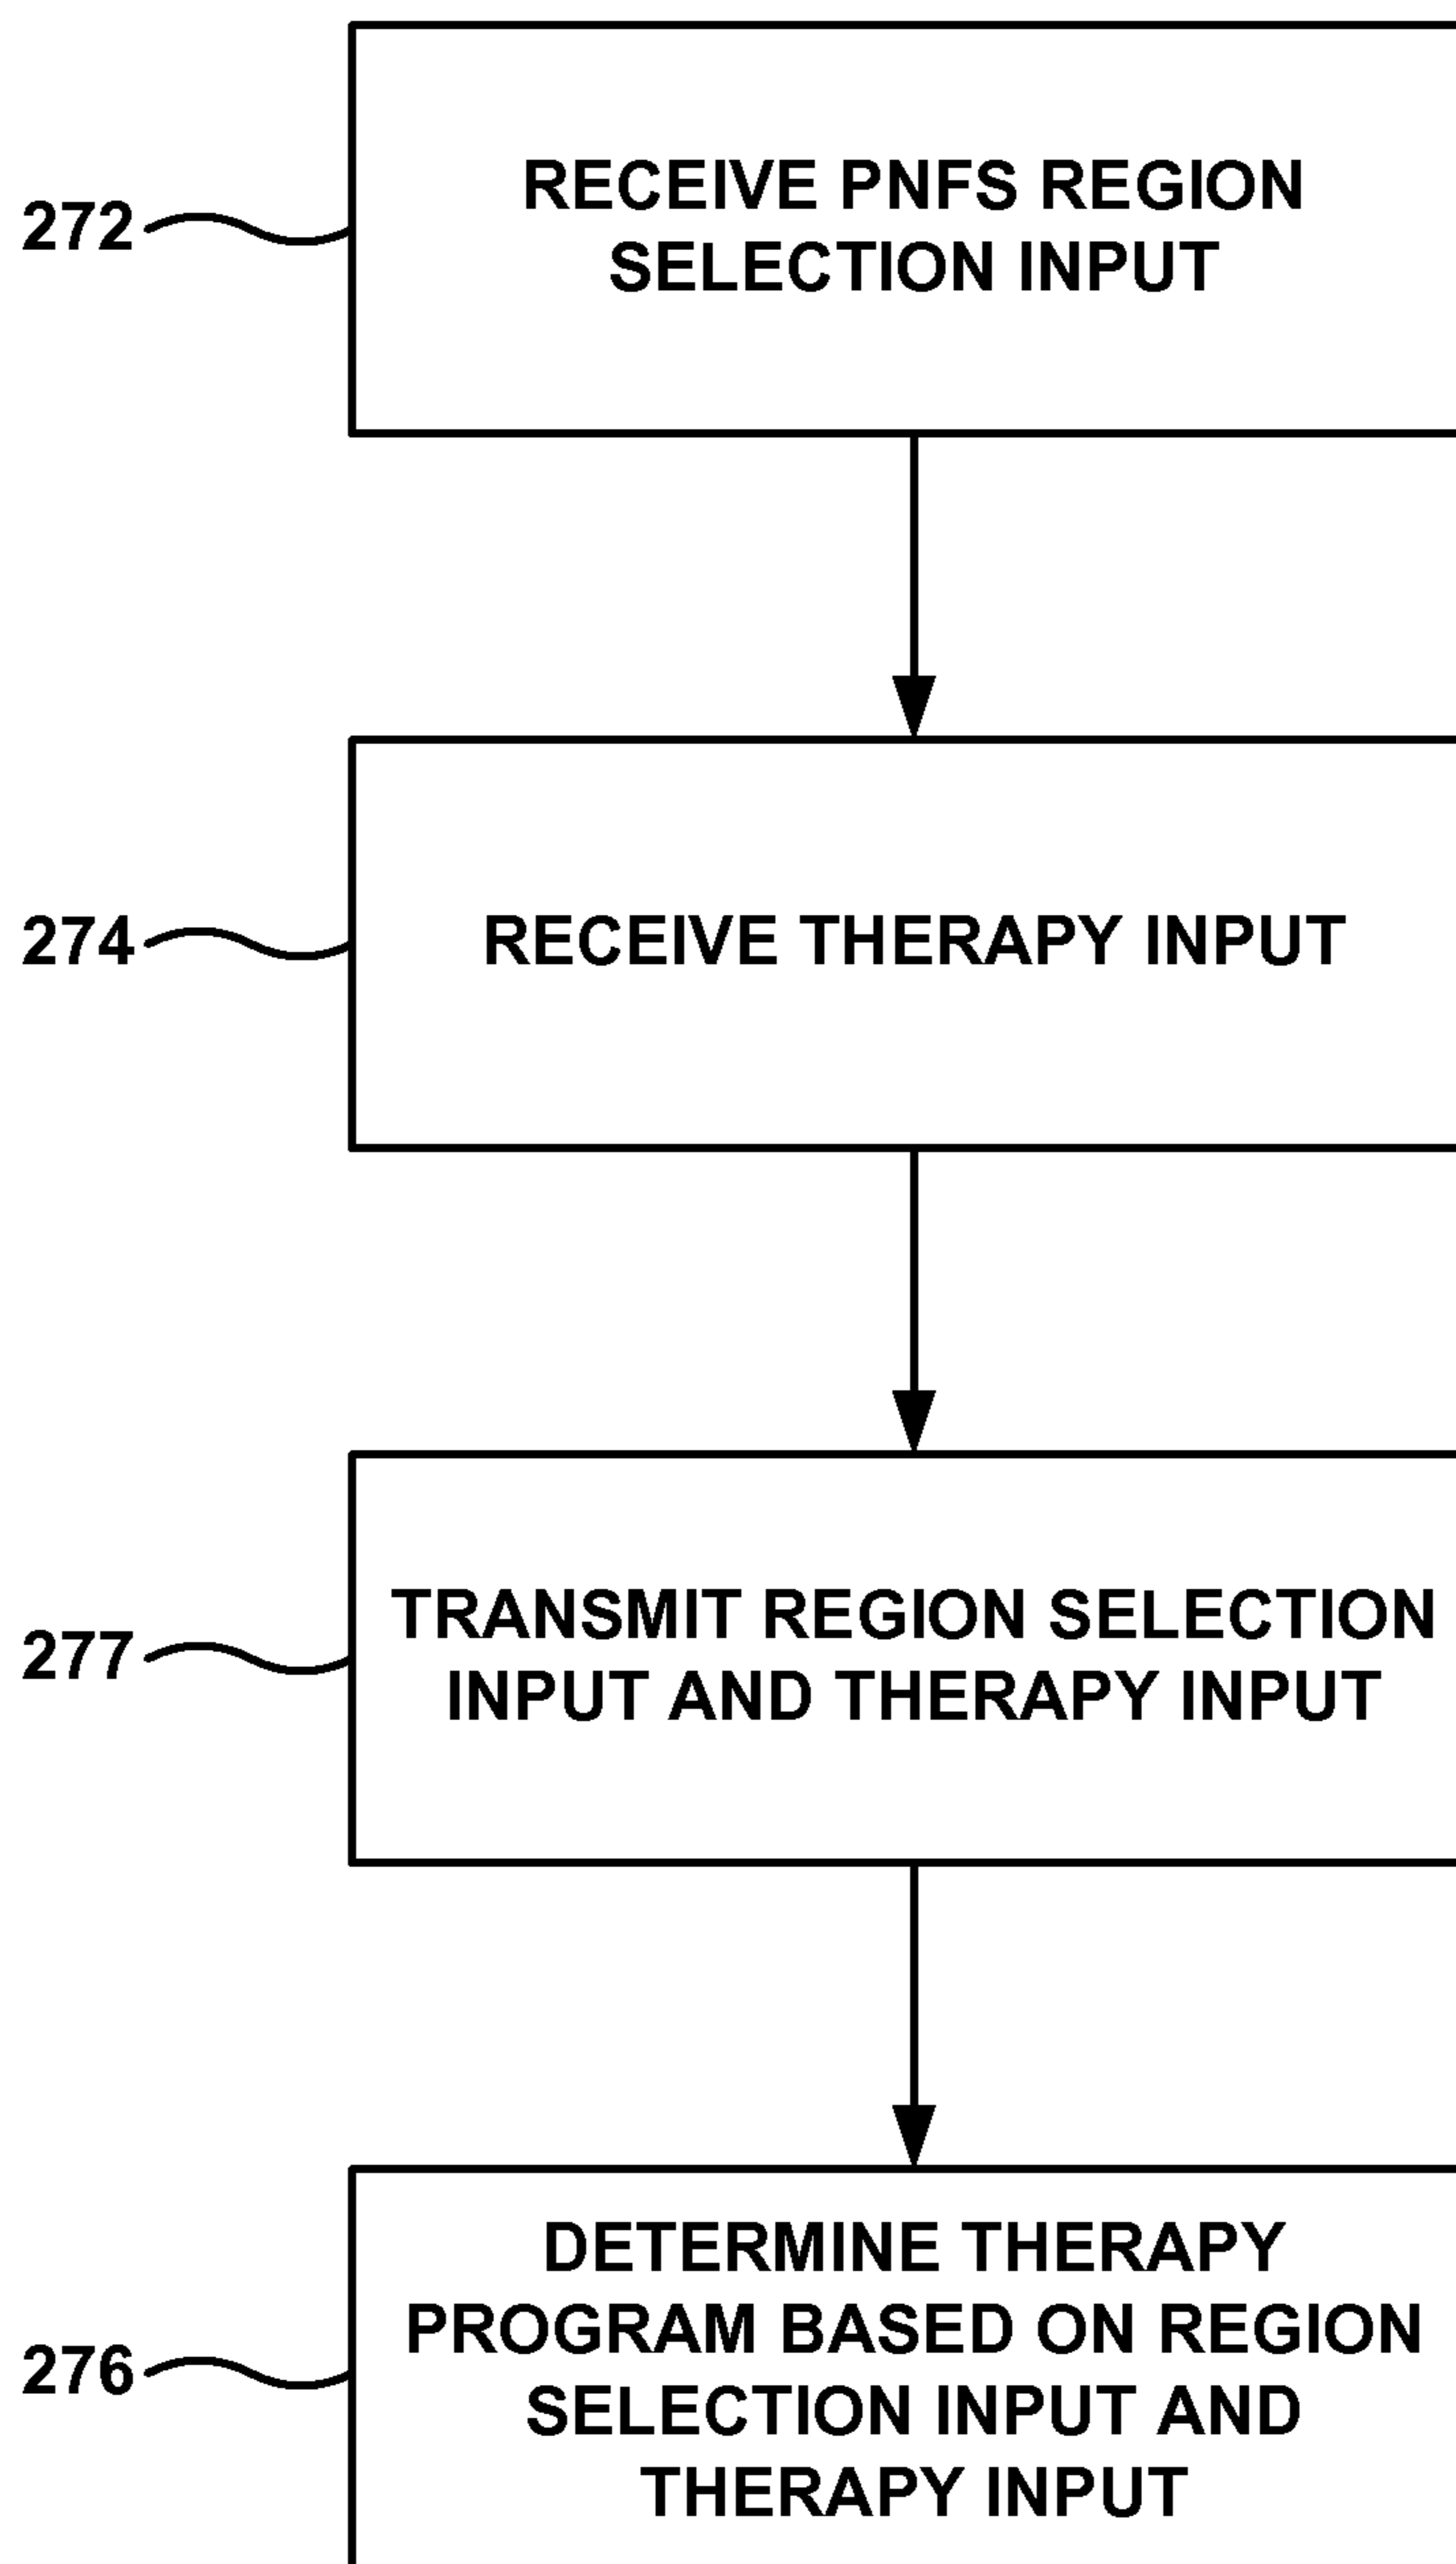 272
RECEIVE PNFS REGION
SELECTION INPUT
274
RECEIVE THERAPY INPUT
277
TRANSMIT REGION SELECTION
INPUT AND THERAPY INPUT
276
DETERMINE THERAPY
PROGRAM BASED ON REGION
SELECTION INPUT AND
THERAPY INPUT